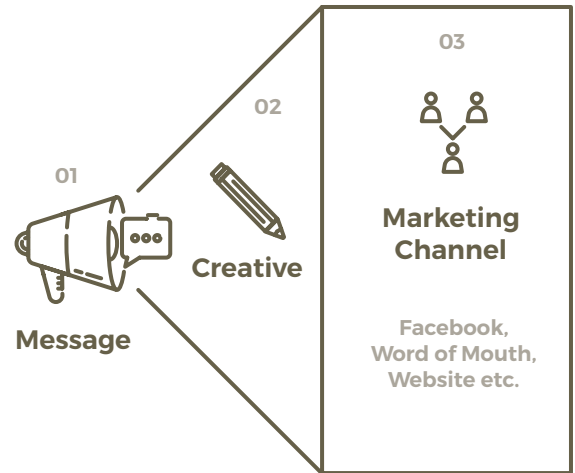 01
Message
02
Creative
03
Marketing
Channel
Facebook,
Word of Mouth,
Website etc.